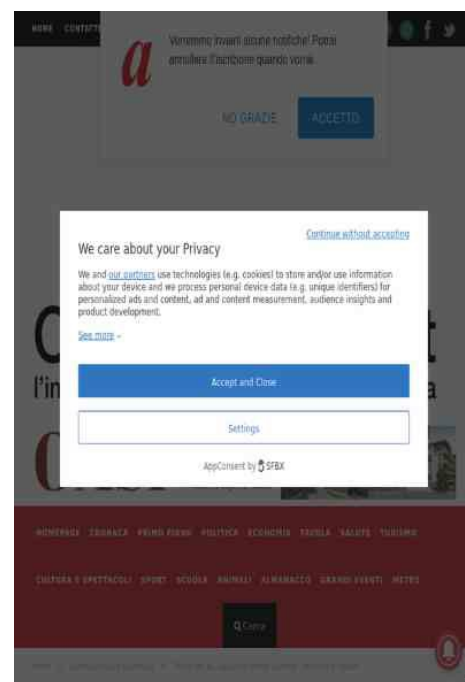 HOME CONTATTI
Vorremmo inviarti alcune notifiche! Potrai
annullare l'iscrizione quando vorrai.
NO GRAZIE ACCETTO
Continue without accepting
We care about your Privacy
We and our partners use technologies (e.g. cookies) to store and/or use information
about your device and we process personal device data (e.g. unique identifiers) for
personalized ads and content, ad and content measurement, audience insights and
product development.
See more
Accept and Close
l'in
a
Settings
AppConsent by SFBX
HOMEPAGE CRONACA PRIMO PIANO POLITICA ECONOMIA TAVOLA SALUTE TURISMO
CULTURA E SPETTACOLI SPORT SCUOLA ANIMALI ALMANACCO GRANDI EVENTI METEO
Cerca